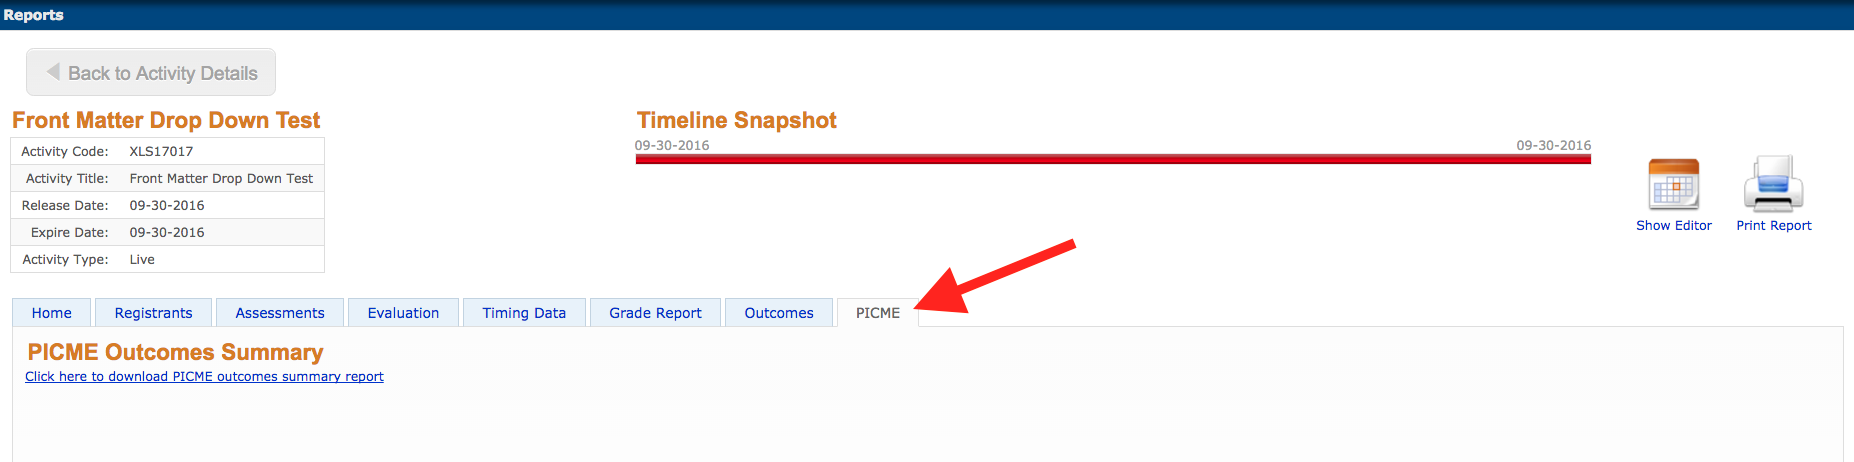 Reports
Back to Activity Details
Front Matter Drop Down Test
Activity Code: XLS17017
Activity Title: Front Matter Drop Down Test
Release Date: 09-30-2016
Expire Date: 09-30-2016
Activity Type: Live
Timeline Snapshot
09-30-2016 09-30-2016
Show Editor Print Report
Home Registrants Assessments Evaluation Timing Data Grade Report Outcomes PICME
PICME Outcomes Summary
Click here to download PICME outcomes summary report